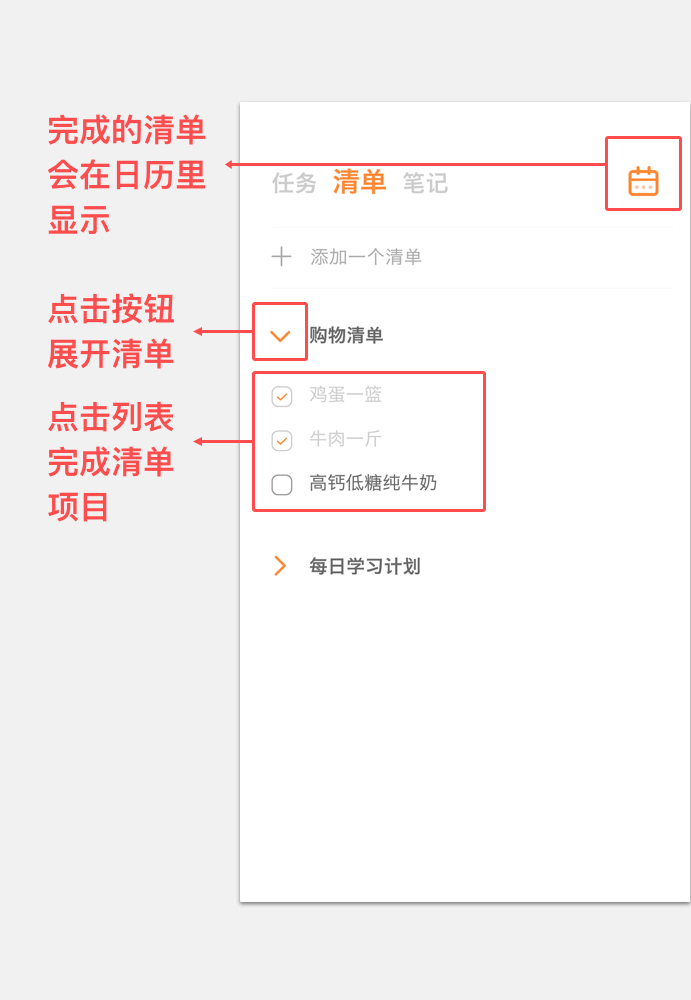 完成的清单
会在日历里
显示
任务 清单 笔记
添加一个清单
点击按钮
展开清单
购物清单
点击列表
完成清单
项目
鸡蛋一篮
牛肉一斤
高钙低糖纯牛奶
每日学习计划